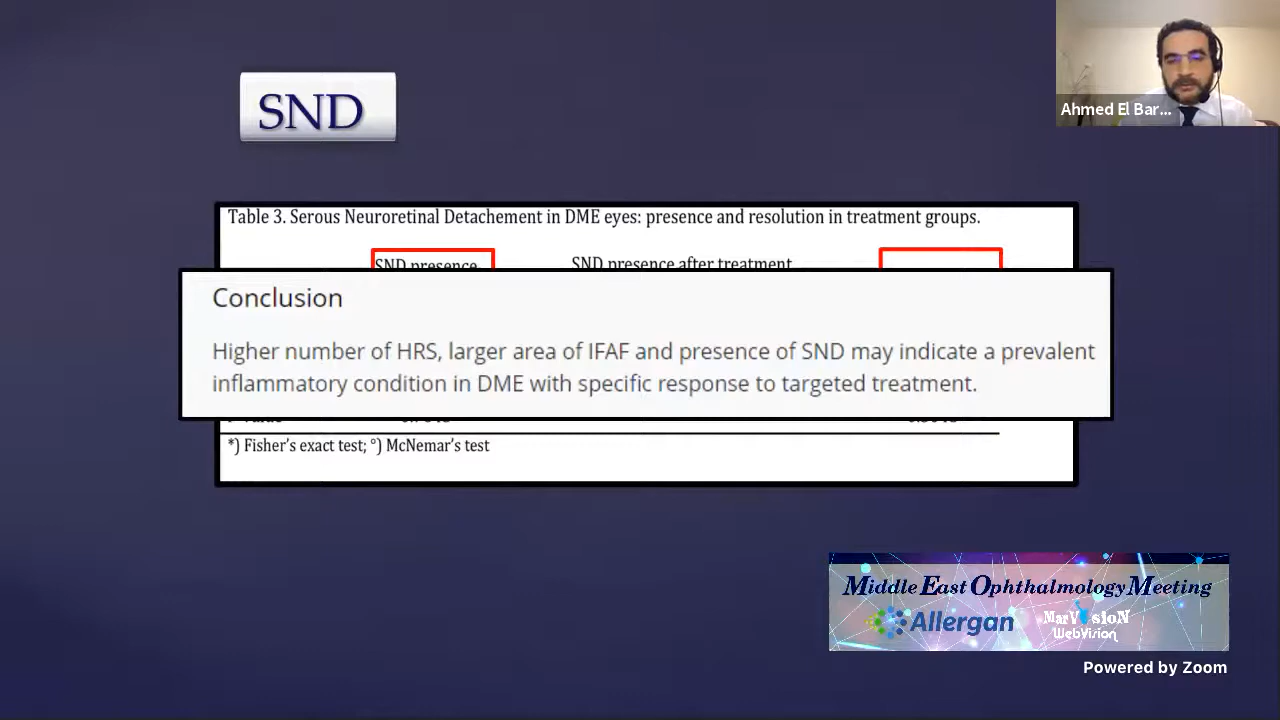 SND
Ahmed El Bar...
Table 3. Serous Neuroretinal Detachement in DME eyes: presence and resolution in treatment groups.
SND presence SND presence after treatment
Conclusion
Higher number of HRS, larger area of IFAF and presence of SND may indicate a prevalent
inflammatory condition in DME with specific response to targeted treatment.
*) Fisher's exact test; °) McNemar's test
Middle East Ophthalmology Meeting
Allergan
MarVision
WebVision
Powered by Zoom